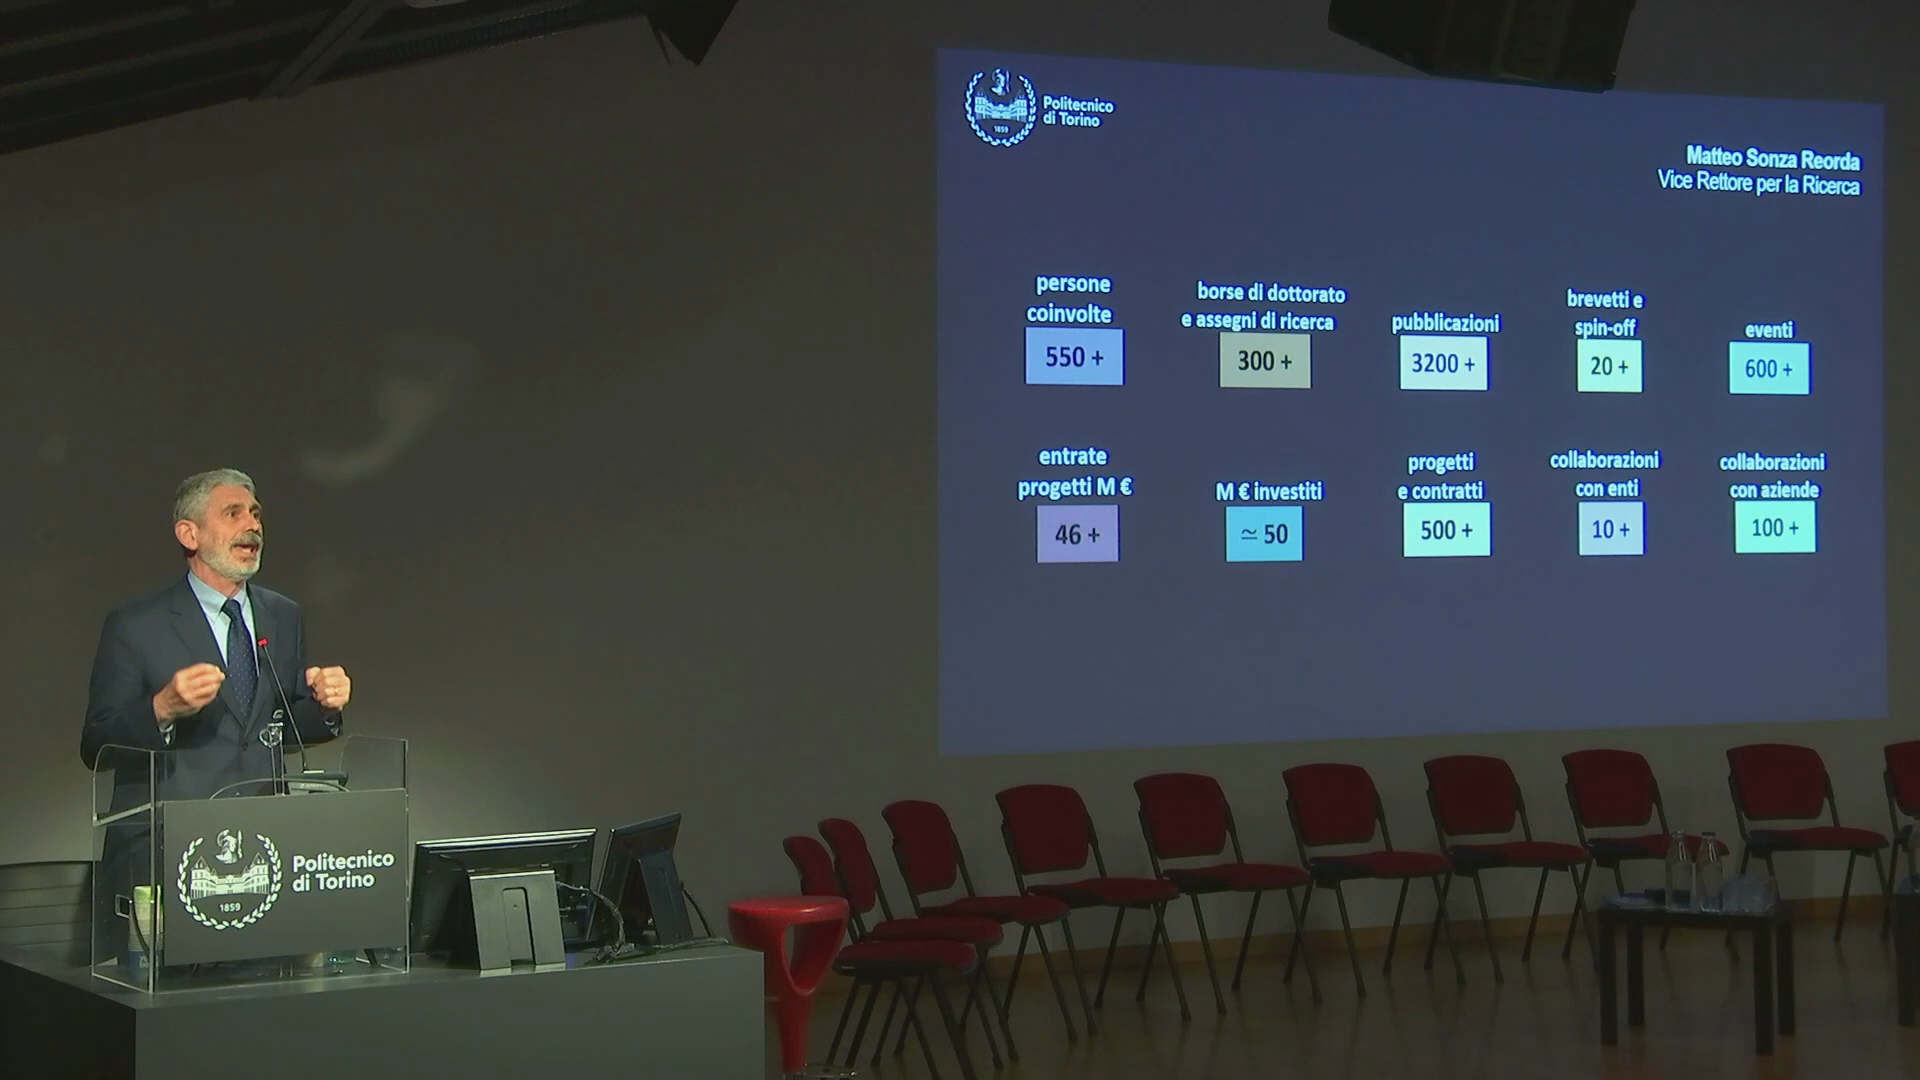 Politecnico
di Torino
1859
Matteo Sonza Reorda
Vice Rettore per la Ricerca
persone
coinvolte
550 +
borse di dottorato
e assegni di ricerca
300 +
pubblicazioni
3200 +
brevetti e
spin-off
20 +
eventi
600 +
entrate
progetti M €
46 +
M € investiti
≃ 50
progetti
e contratti
500 +
collaborazioni
con enti
10 +
collaborazioni
con aziende
100 +
Politecnico
di Torino
1859